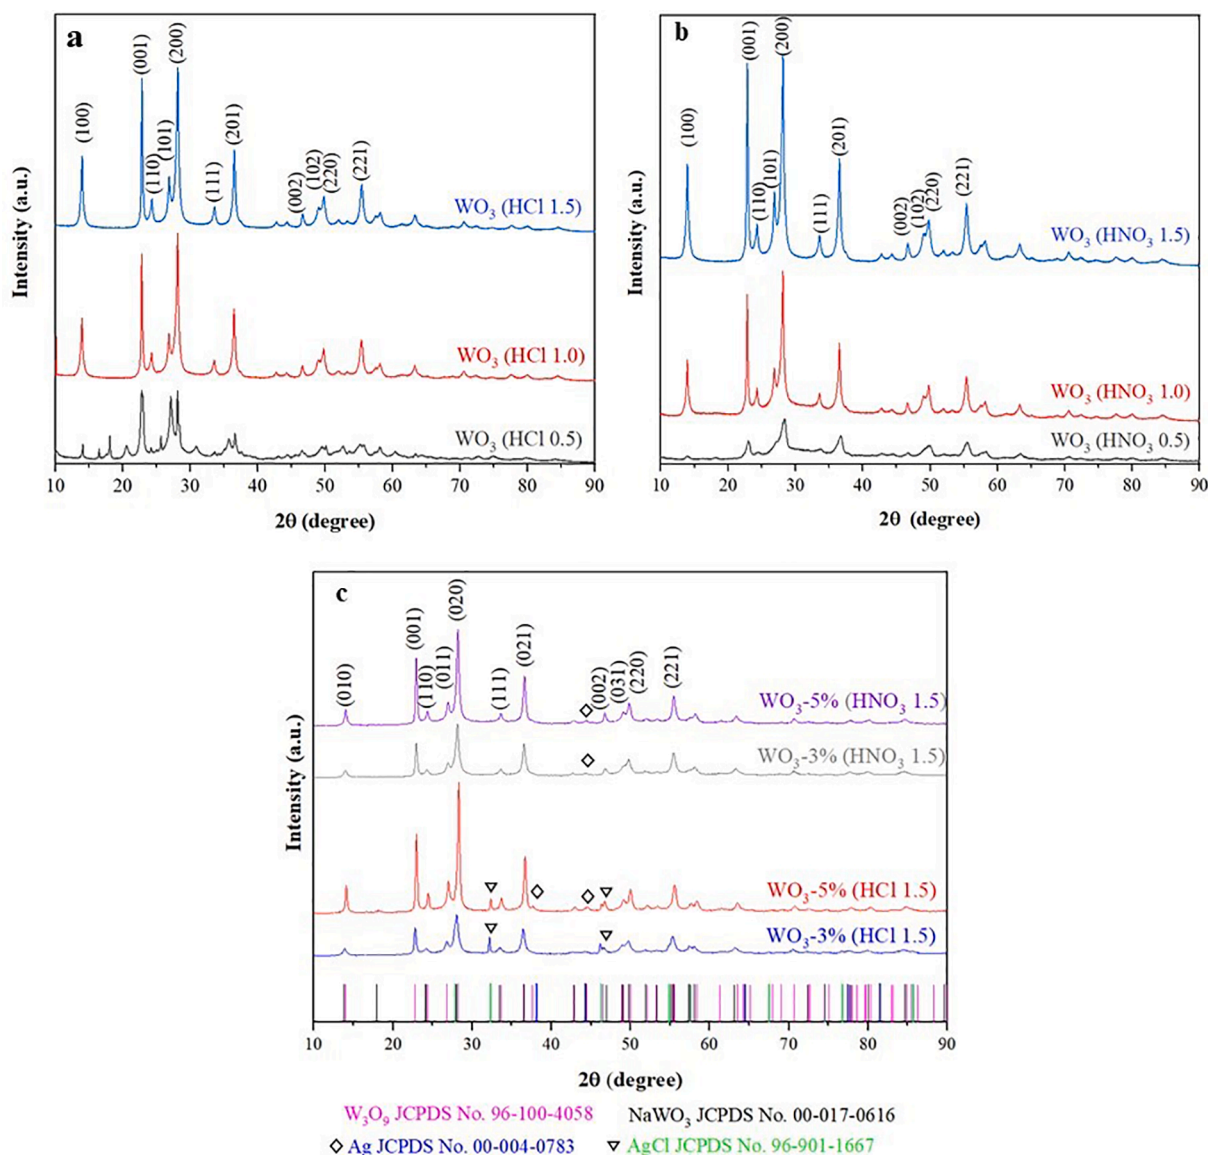 a
(100)
(001)
(110)
(101)
(200)
(111)
(201)
(002)
(102)
(220)
(221)
WO₃ (HCl 1.5)
WO₃ (HCl 1.0)
WO₃ (HCl 0.5)
Intensity (a.u.)
10 20 30 40 50 60 70 80 90
2θ (degree)
b
(100)
(001)
(110)
(101)
(200)
(111)
(201)
(002)
(102)
(220)
(221)
WO₃ (HNO₃ 1.5)
WO₃ (HNO₃ 1.0)
WO₃ (HNO₃ 0.5)
Intensity (a.u.)
10 20 30 40 50 60 70 80 90
2θ (degree)
c
(010)
(001)
(110)
(011)
(020)
(111)
(021)
(002)
(031)
(220)
(221)
WO₃-5% (HNO₃ 1.5)
WO₃-3% (HNO₃ 1.5)
WO₃-5% (HCl 1.5)
WO₃-3% (HCl 1.5)
Intensity (a.u.)
10 20 30 40 50 60 70 80 90
2θ (degree)
W₃O₉ JCPDS No. 96-100-4058 NaWO₃ JCPDS No. 00-017-0616
Ag JCPDS No. 00-004-0783 AgCl JCPDS No. 96-901-1667